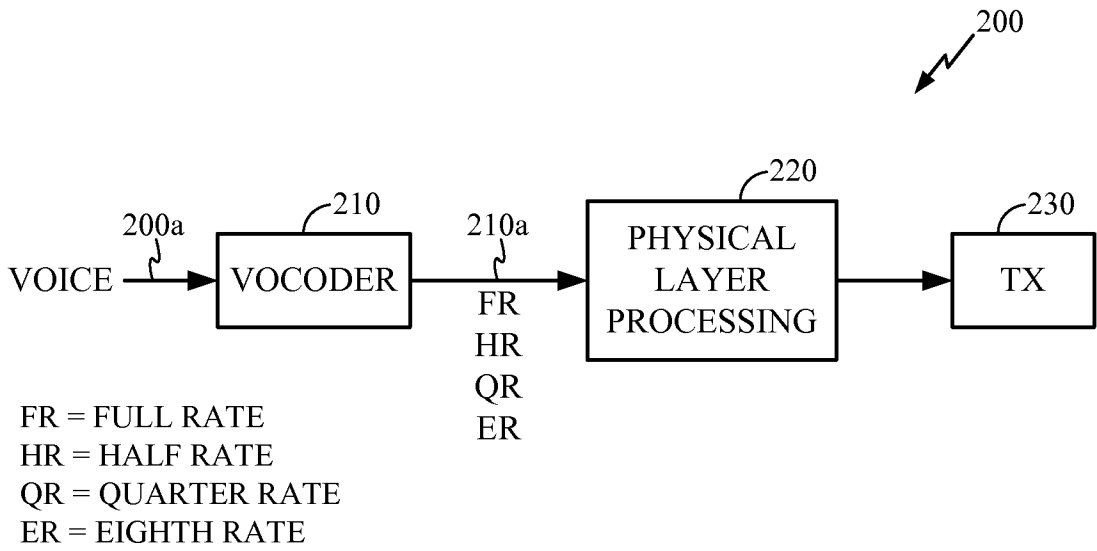 200
220
210
230
200a
210a
VOICE
VOCODER
PHYSICAL
LAYER
PROCESSING
TX
FR
HR
QR
ER
FR = FULL RATE
HR = HALF RATE
QR = QUARTER RATE
ER = EIGHTH RATE